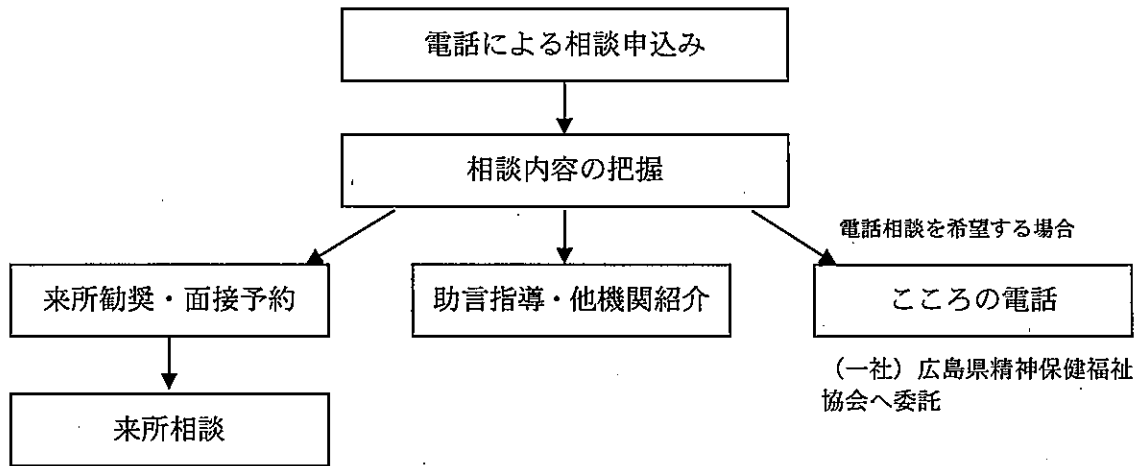 電話による相談申込み
相談内容の把握
電話相談を希望する場合
来所勧奨・面接予約
助言指導・他機関紹介
こころの電話
（一社）広島県精神保健福祉
協会へ委託
来所相談